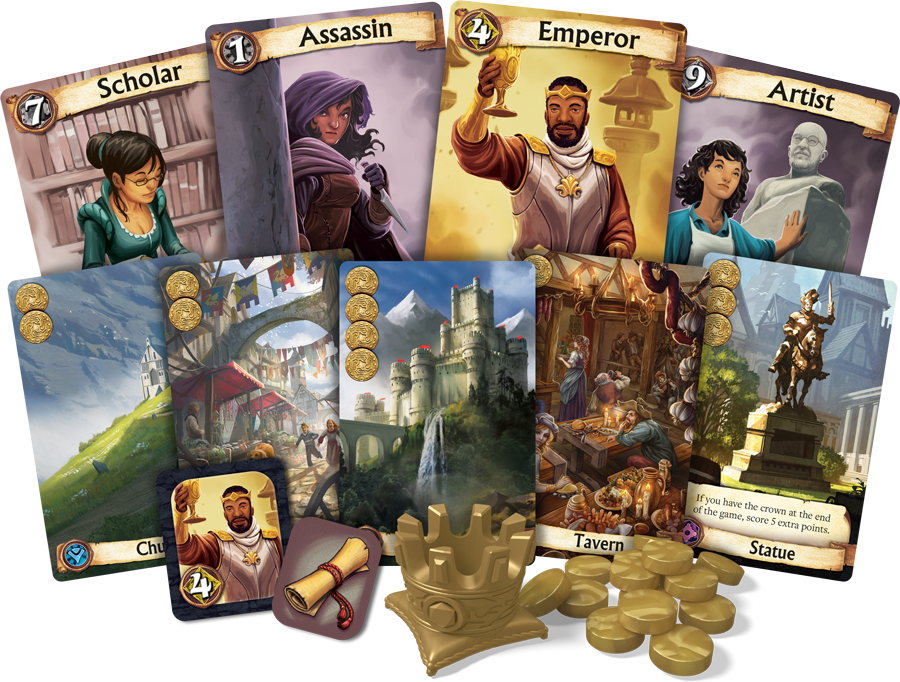 7
Scholar
1
Assassin
4
Emperor
9
Artist
If you have the crown at the end
of the game, score 5 extra points.
Chu
Tavern
Statue
4